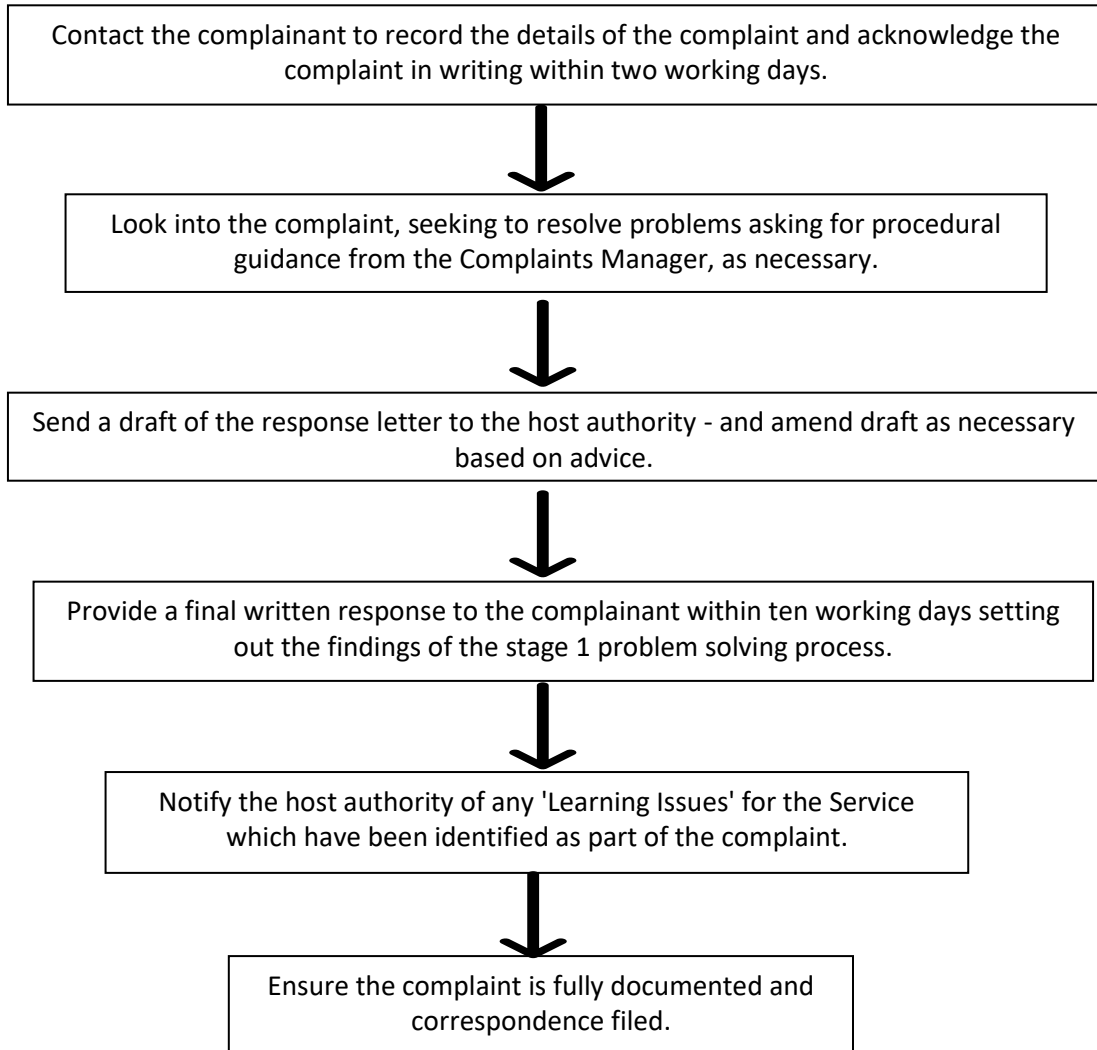 Contact the complainant to record the details of the complaint and acknowledge the
complaint in writing within two working days.
Look into the complaint, seeking to resolve problems asking for procedural
guidance from the Complaints Manager, as necessary.
Send a draft of the response letter to the host authority - and amend draft as necessary
based on advice.
Provide a final written response to the complainant within ten working days setting
out the findings of the stage 1 problem solving process.
Notify the host authority of any 'Learning Issues' for the Service
which have been identified as part of the complaint.
Ensure the complaint is fully documented and
correspondence filed.